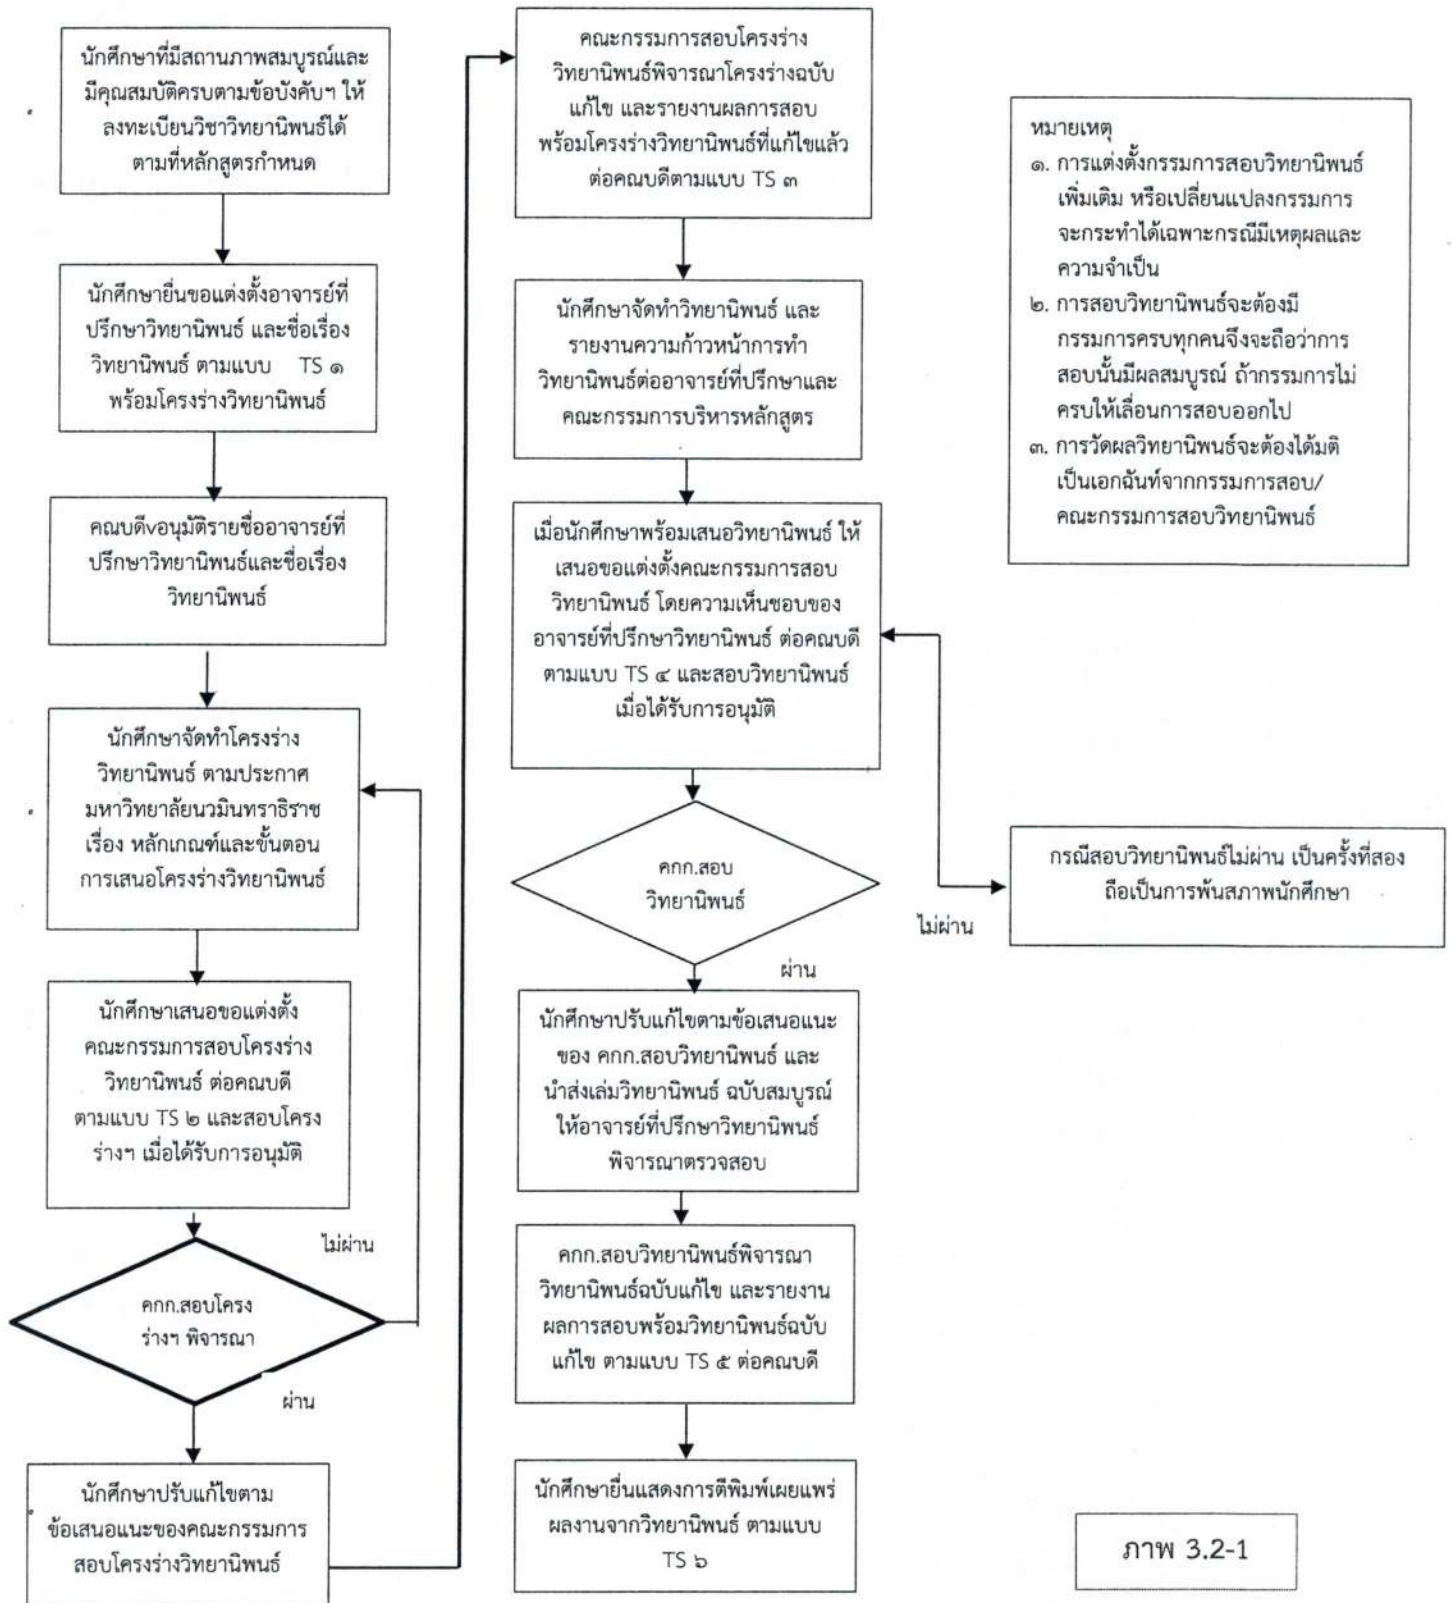 นักศึกษาที่มีสถานภาพสมบูรณ์และ
มีคุณสมบัติครบตามข้อบังคับฯ ให้
ลงทะเบียนวิชาวิทยานิพนธ์ได้
ตามที่หลักสูตรกำหนด
นักศึกษายื่นขอแต่งตั้งอาจารย์ที่
ปรึกษาวิทยานิพนธ์ และชื่อเรื่อง
วิทยานิพนธ์ ตามแบบ TS ๑
พร้อมโครงร่างวิทยานิพนธ์
คณบดีvอนุมัติรายชื่ออาจารย์ที่
ปรึกษาวิทยานิพนธ์และชื่อเรื่อง
วิทยานิพนธ์
นักศึกษาจัดทำโครงร่าง
วิทยานิพนธ์ ตามประกาศ
มหาวิทยาลัยนวมินทราธิราช
เรื่อง หลักเกณฑ์และขั้นตอน
การเสนอโครงร่างวิทยานิพนธ์
นักศึกษาเสนอขอแต่งตั้ง
คณะกรรมการสอบโครงร่าง
วิทยานิพนธ์ ต่อคณบดี
ตามแบบ TS ๒ และสอบโครง
ร่างฯ เมื่อได้รับการอนุมัติ
ไม่ผ่าน
คกก.สอบโครง
ร่างฯ พิจารณา
ผ่าน
นักศึกษาปรับแก้ไขตาม
ข้อเสนอแนะของคณะกรรมการ
สอบโครงร่างวิทยานิพนธ์
คณะกรรมการสอบโครงร่าง
วิทยานิพนธ์พิจารณาโครงร่างฉบับ
แก้ไข และรายงานผลการสอบ
พร้อมโครงร่างวิทยานิพนธ์ที่แก้ไขแล้ว
ต่อคณบดีตามแบบ TS ๓
นักศึกษาจัดทำวิทยานิพนธ์ และ
รายงานความก้าวหน้าการทำ
วิทยานิพนธ์ต่ออาจารย์ที่ปรึกษาและ
คณะกรรมการบริหารหลักสูตร
เมื่อนักศึกษาพร้อมเสนอวิทยานิพนธ์ ให้
เสนอขอแต่งตั้งคณะกรรมการสอบ
วิทยานิพนธ์ โดยความเห็นชอบของ
อาจารย์ที่ปรึกษาวิทยานิพนธ์ ต่อคณบดี
ตามแบบ TS ๔ และสอบวิทยานิพนธ์
เมื่อได้รับการอนุมัติ
คกก.สอบ
วิทยานิพนธ์
ไม่ผ่าน
ผ่าน
นักศึกษาปรับแก้ไขตามข้อเสนอแนะ
ของ คกก.สอบวิทยานิพนธ์ และ
นำส่งเล่มวิทยานิพนธ์ ฉบับสมบูรณ์
ให้อาจารย์ที่ปรึกษาวิทยานิพนธ์
พิจารณาตรวจสอบ
คกก.สอบวิทยานิพนธ์พิจารณา
วิทยานิพนธ์ฉบับแก้ไข และรายงาน
ผลการสอบพร้อมวิทยานิพนธ์ฉบับ
แก้ไข ตามแบบ TS ๕ ต่อคณบดี
นักศึกษายื่นแสดงการตีพิมพ์เผยแพร่
ผลงานจากวิทยานิพนธ์ ตามแบบ
TS ๖
หมายเหตุ
๑. การแต่งตั้งกรรมการสอบวิทยานิพนธ์
เพิ่มเติม หรือเปลี่ยนแปลงกรรมการ
จะกระทำได้เฉพาะกรณีมีเหตุผลและ
ความจำเป็น
๒. การสอบวิทยานิพนธ์จะต้องมี
กรรมการครบทุกคนจึงจะถือว่าการ
สอบนั้นมีผลสมบูรณ์ ถ้ากรรมการไม่
ครบให้เลื่อนการสอบออกไป
๓. การวัดผลวิทยานิพนธ์จะต้องได้มติ
เป็นเอกฉันท์จากกรรมการสอบ/
คณะกรรมการสอบวิทยานิพนธ์
กรณีสอบวิทยานิพนธ์ไม่ผ่าน เป็นครั้งที่สอง
ถือเป็นการพ้นสภาพนักศึกษา
ภาพ 3.2-1